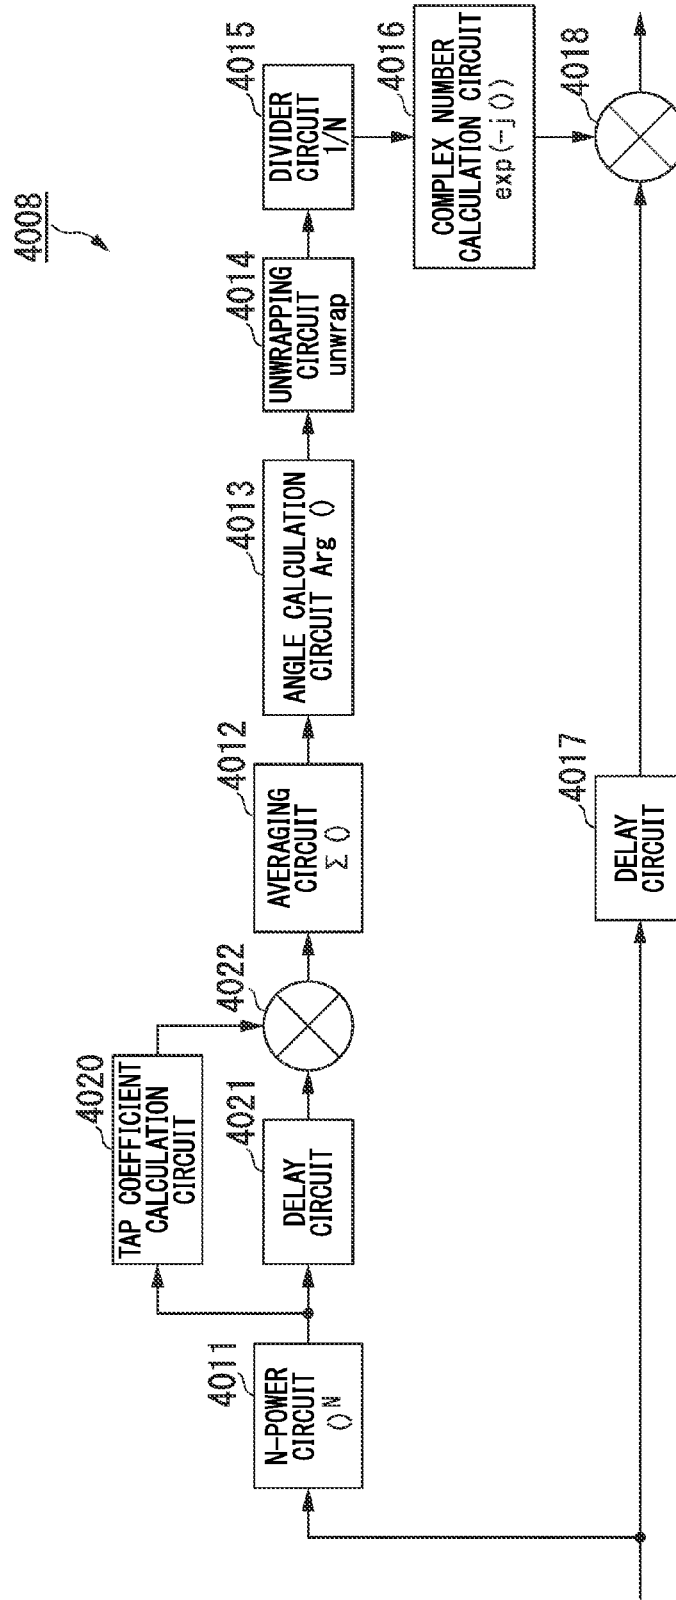 4008
4011
N-POWER
CIRCUIT
()^N
4020
TAP COEFFICIENT
CALCULATION
CIRCUIT
4021
DELAY
CIRCUIT
4022
4012
AVERAGING
CIRCUIT
Σ ()
4013
ANGLE CALCULATION
CIRCUIT Arg ()
4014
UNWRAPPING
CIRCUIT
unwrap
4015
DIVIDER
CIRCUIT
1/N
4016
COMPLEX NUMBER
CALCULATION CIRCUIT
exp(-j())
4017
DELAY
CIRCUIT
4018